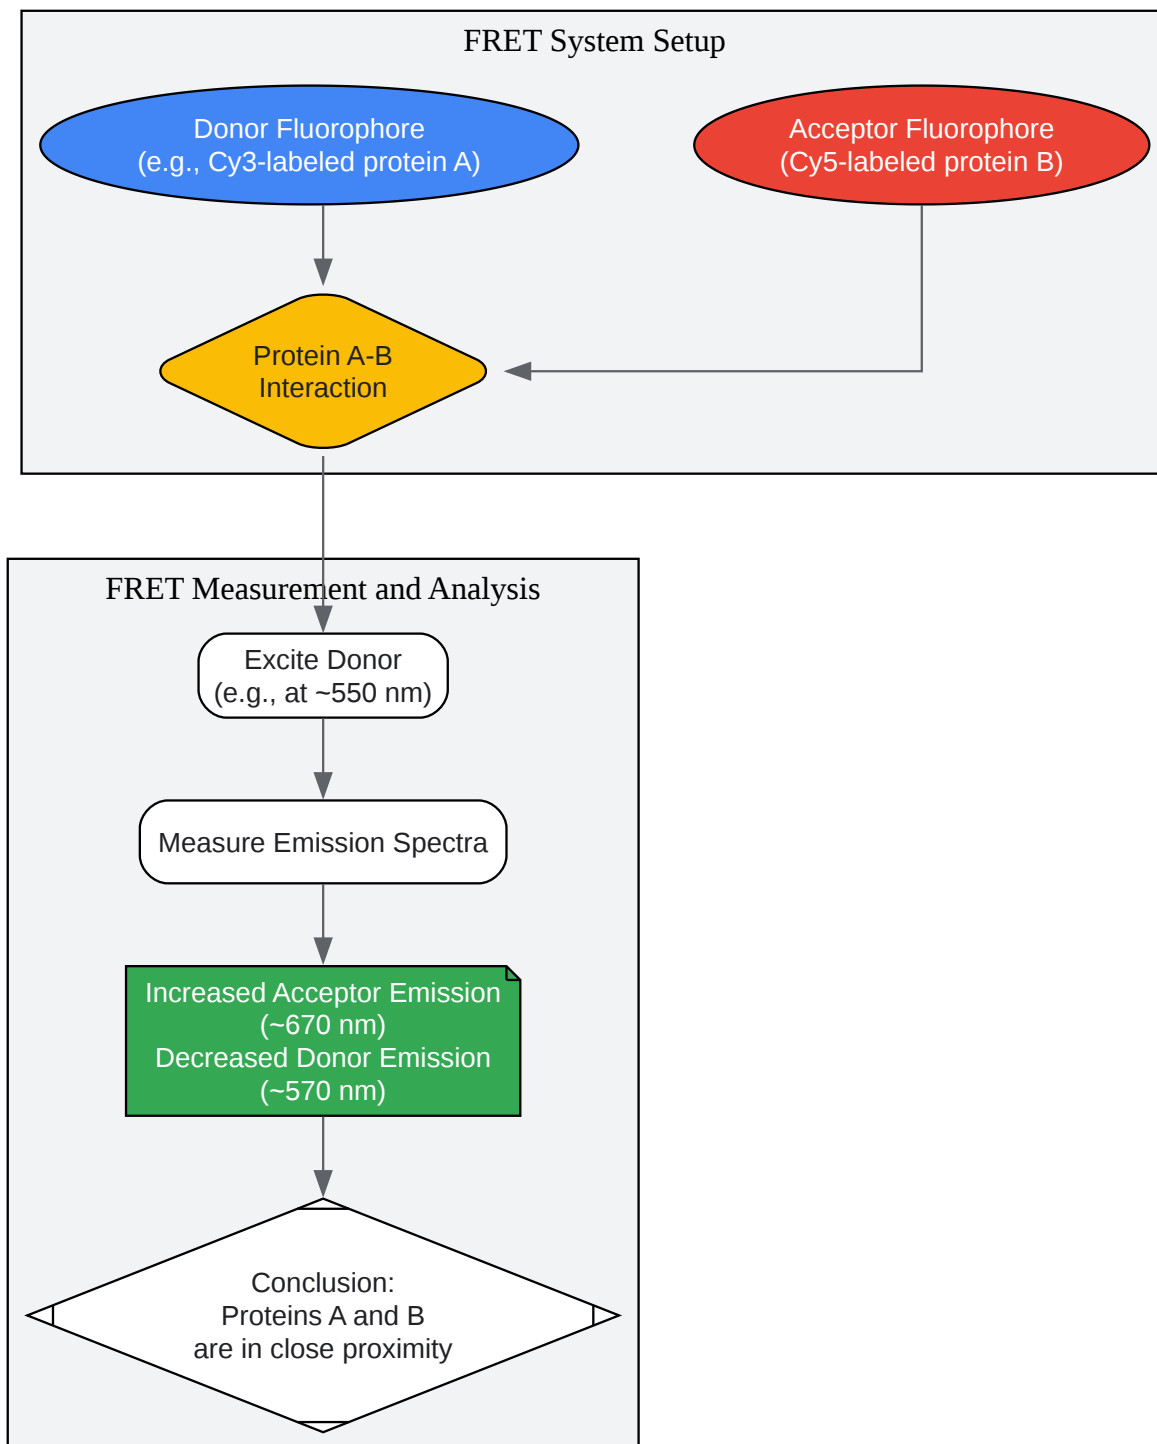 FRET System Setup
Donor Fluorophore
(e.g., Cy3-labeled protein A)
Acceptor Fluorophore
(Cy5-labeled protein B)
Protein A-B
Interaction
FRET Measurement and Analysis
Excite Donor
(e.g., at ~550 nm)
Measure Emission Spectra
Increased Acceptor Emission
(~670 nm)
Decreased Donor Emission
(~570 nm)
Conclusion:
Proteins A and B
are in close proximity